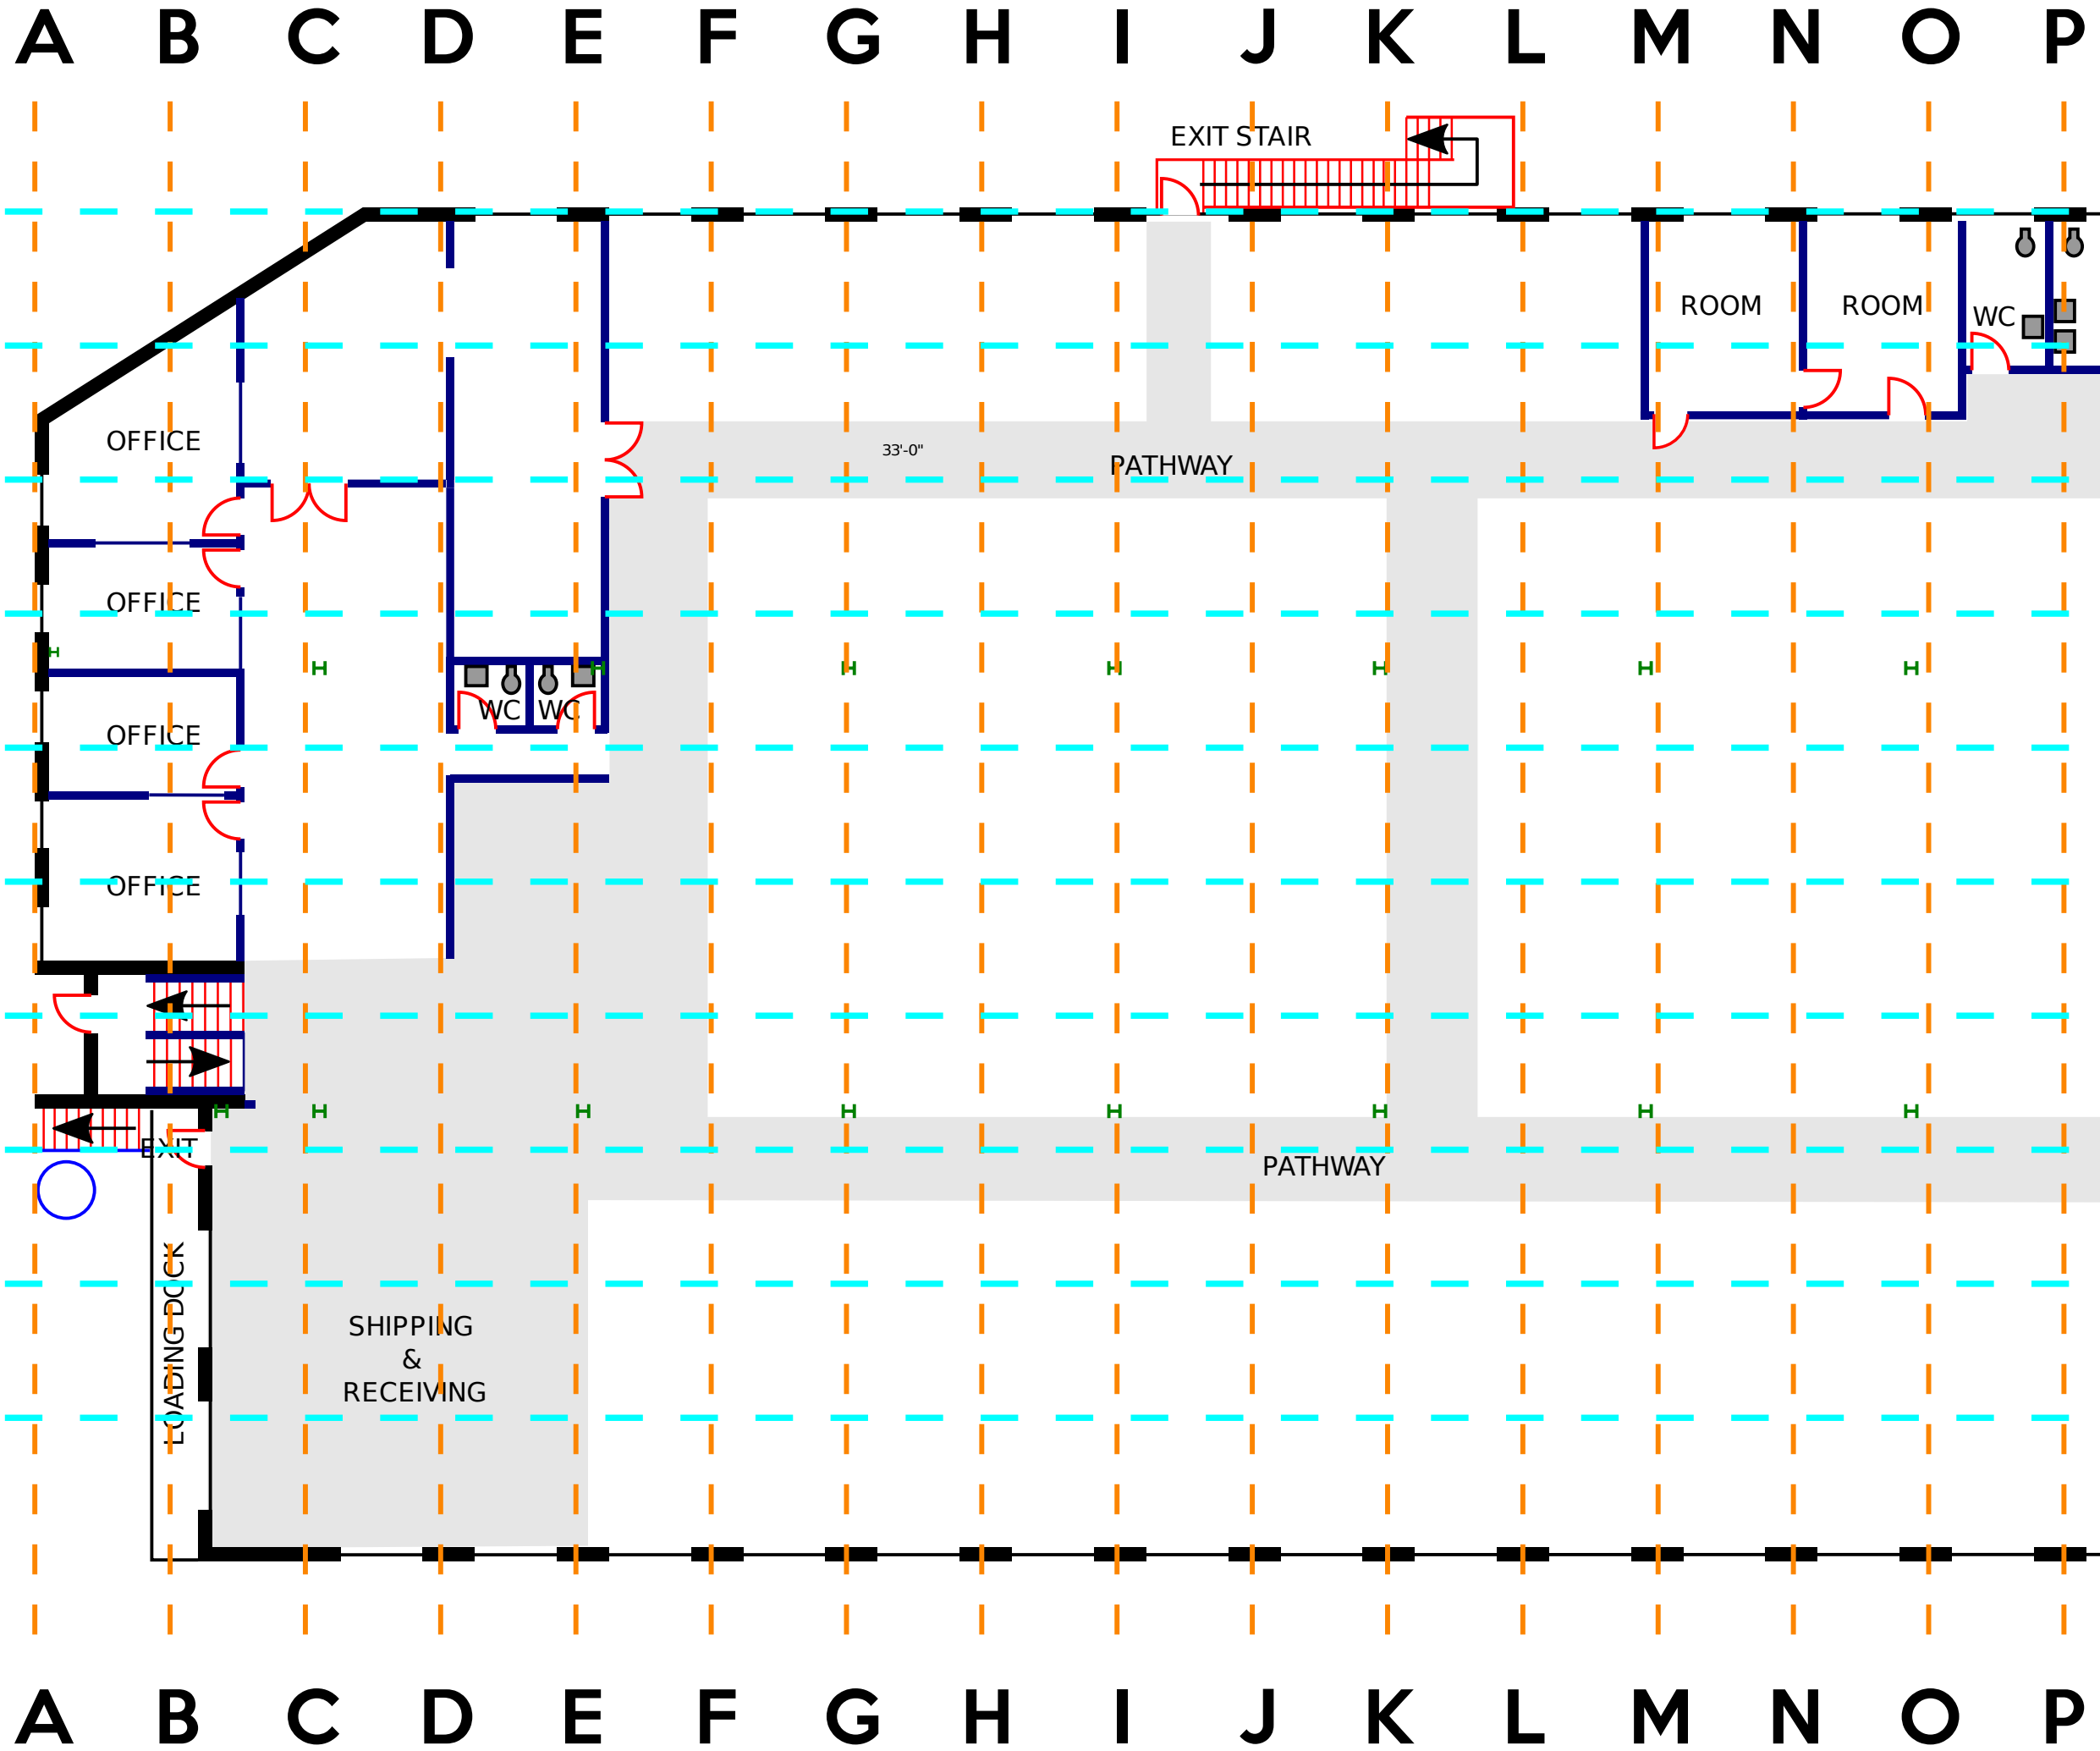 A B C D E F G H I J K L M N O P
EXIT STAIR
ROOM
ROOM
WC
OFFICE
33'-0"
PATHWAY
OFFICE
WC
WC
OFFICE
OFFICE
EXIT
PATHWAY
LOADING DOCK
SHIPPING
&
RECEIVING
A B C D E F G H I J K L M N O P